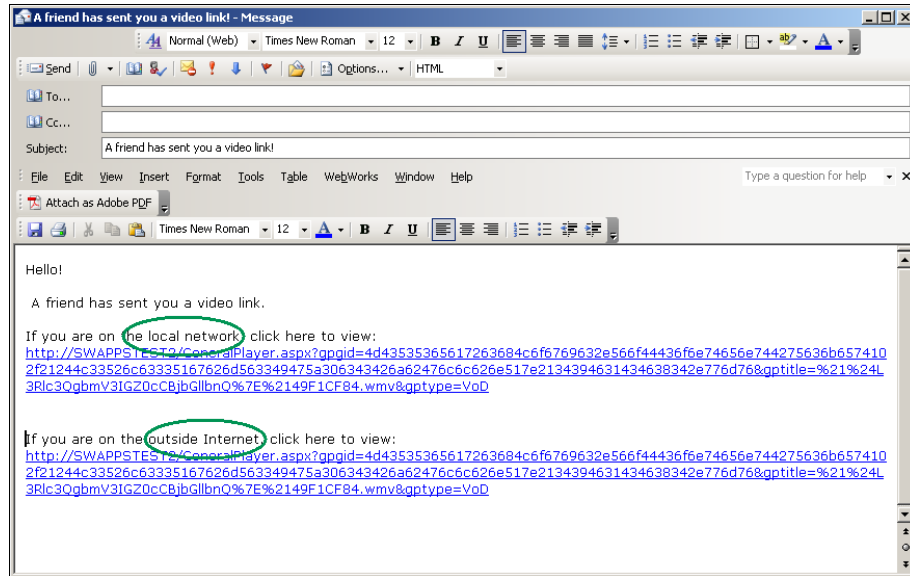 A friend has sent you a video link! - Message
Normal (Web) Times New Roman 12 B I U
Send Options... HTML
To...
Cc...
Subject: A friend has sent you a video link!
File Edit View Insert Format Tools Table WebWorks Window Help Type a question for help
Attach as Adobe PDF
Times New Roman 12 A B I U
Hello!
A friend has sent you a video link.
If you are on the local network, click here to view:
http://SWAPPSTEST2/ConeralPlayer.aspx?gpgid=4d43535365617263684c6f6769632e566f44436f6e74656e744275636b657410
2f21244c33526c63335167626d563349475a306343426a62476c6c626e517e2134394631434638342e776d76&gptitle=%21%24L
3Rlc3QgbmV3IGZ0cCBjbGllbnQ%7E%2149F1CF84.wmv&gptype=VoD
If you are on the outside Internet, click here to view:
http://SWAPPSTEST2/ConeralPlayer.aspx?gpgid=4d43535365617263684c6f6769632e566f44436f6e74656e744275636b657410
2f21244c33526c63335167626d563349475a306343426a62476c6c626e517e2134394631434638342e776d76&gptitle=%21%24L
3Rlc3QgbmV3IGZ0cCBjbGllbnQ%7E%2149F1CF84.wmv&gptype=VoD